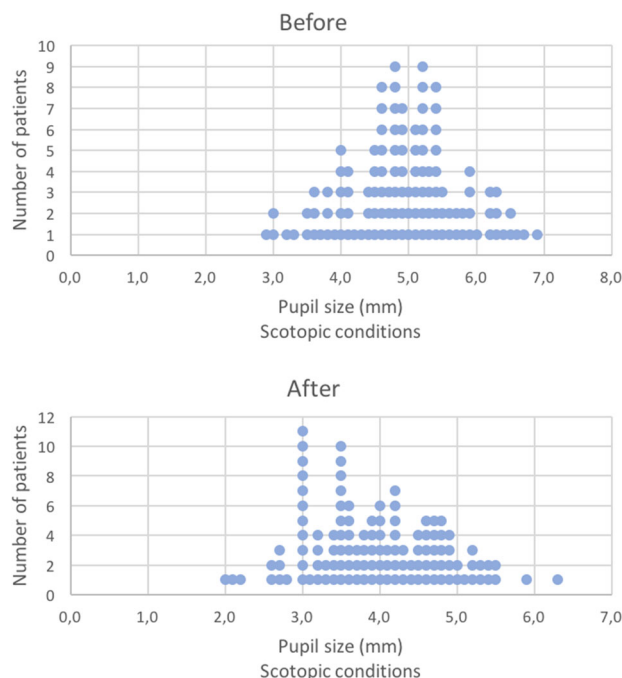 Before
Number of patients
10
9
8
7
6
5
4
3
2
1
0
0,0 1,0 2,0 3,0 4,0 5,0 6,0 7,0 8,0
Pupil size (mm)
Scotopic conditions
After
Number of patients
12
10
8
6
4
2
0
0,0 1,0 2,0 3,0 4,0 5,0 6,0 7,0
Pupil size (mm)
Scotopic conditions